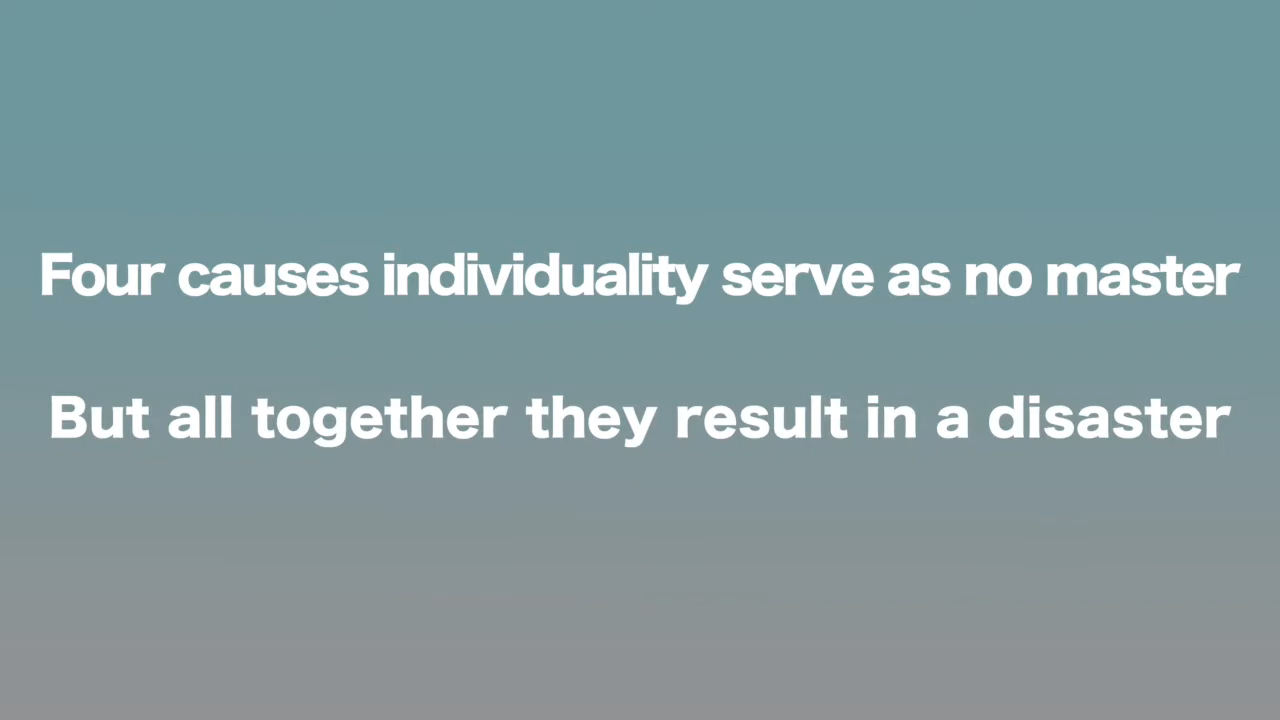 Four causes individuality serve as no master
But all together they result in a disaster